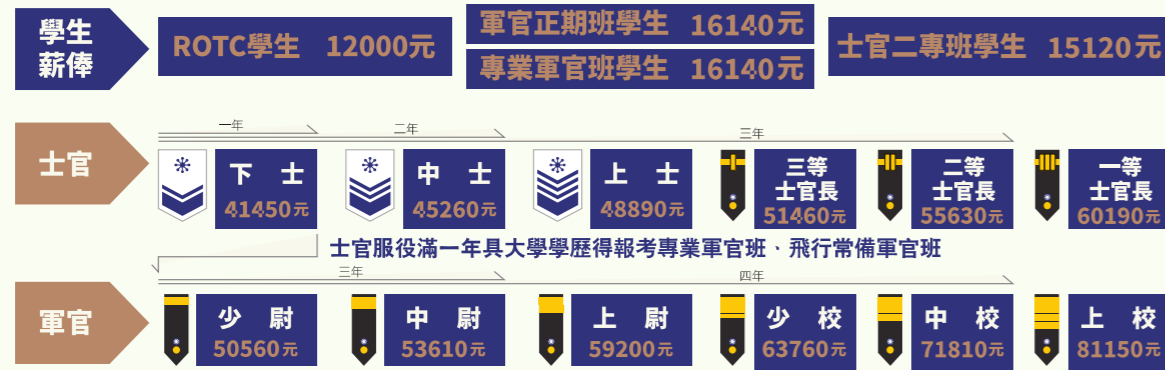 學生
薪俸
ROTC學生 12000元
軍官正期班學生 16140元
專業軍官班學生 16140元
士官二專班學生 15120元
一年
二年
三年
士官
下士
41450元
中士
45260元
上士
48890元
三等
士官長
51460元
二等
士官長
55630元
一等
士官長
60190元
士官服役滿一年具大學學歷得報考專業軍官班、飛行常備軍官班
三年
四年
軍官
少尉
50560元
中尉
53610元
上尉
59200元
少校
63760元
中校
71810元
上校
81150元